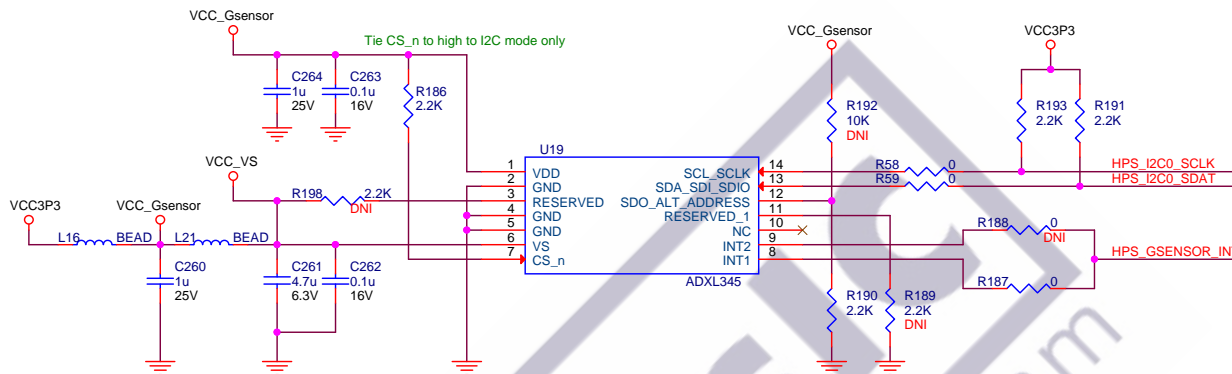 VCC_Gsensor
Tie CS_n to high to I2C mode only
C264
1u
25V
C263
0.1u
16V
R186
2.2K
VCC_Gsensor
R192
10K
DNI
VCC3P3
R193
2.2K
R191
2.2K
U19
1 VDD
2 GND
3 RESERVED
4 GND
5 GND
6 VS
7 CS_n
14 SCL_SCLK
13 SDA_SDI_SDIO
12 SDO_ALT_ADDRESS
11 RESERVED_1
10 NC
9 INT2
8 INT1
ADXL345
R58 0
R59 0
HPS_I2C0_SCLK
HPS_I2C0_SDAT
VCC_VS
R198 2.2K
DNI
VCC3P3
VCC_Gsensor
L16 BEAD
L21 BEAD
C260
1u
25V
C261
4.7u
6.3V
C262
0.1u
16V
R188 0
DNI
R187 0
HPS_GSENSOR_IN
R190
2.2K
R189
2.2K
DNI
IC
om